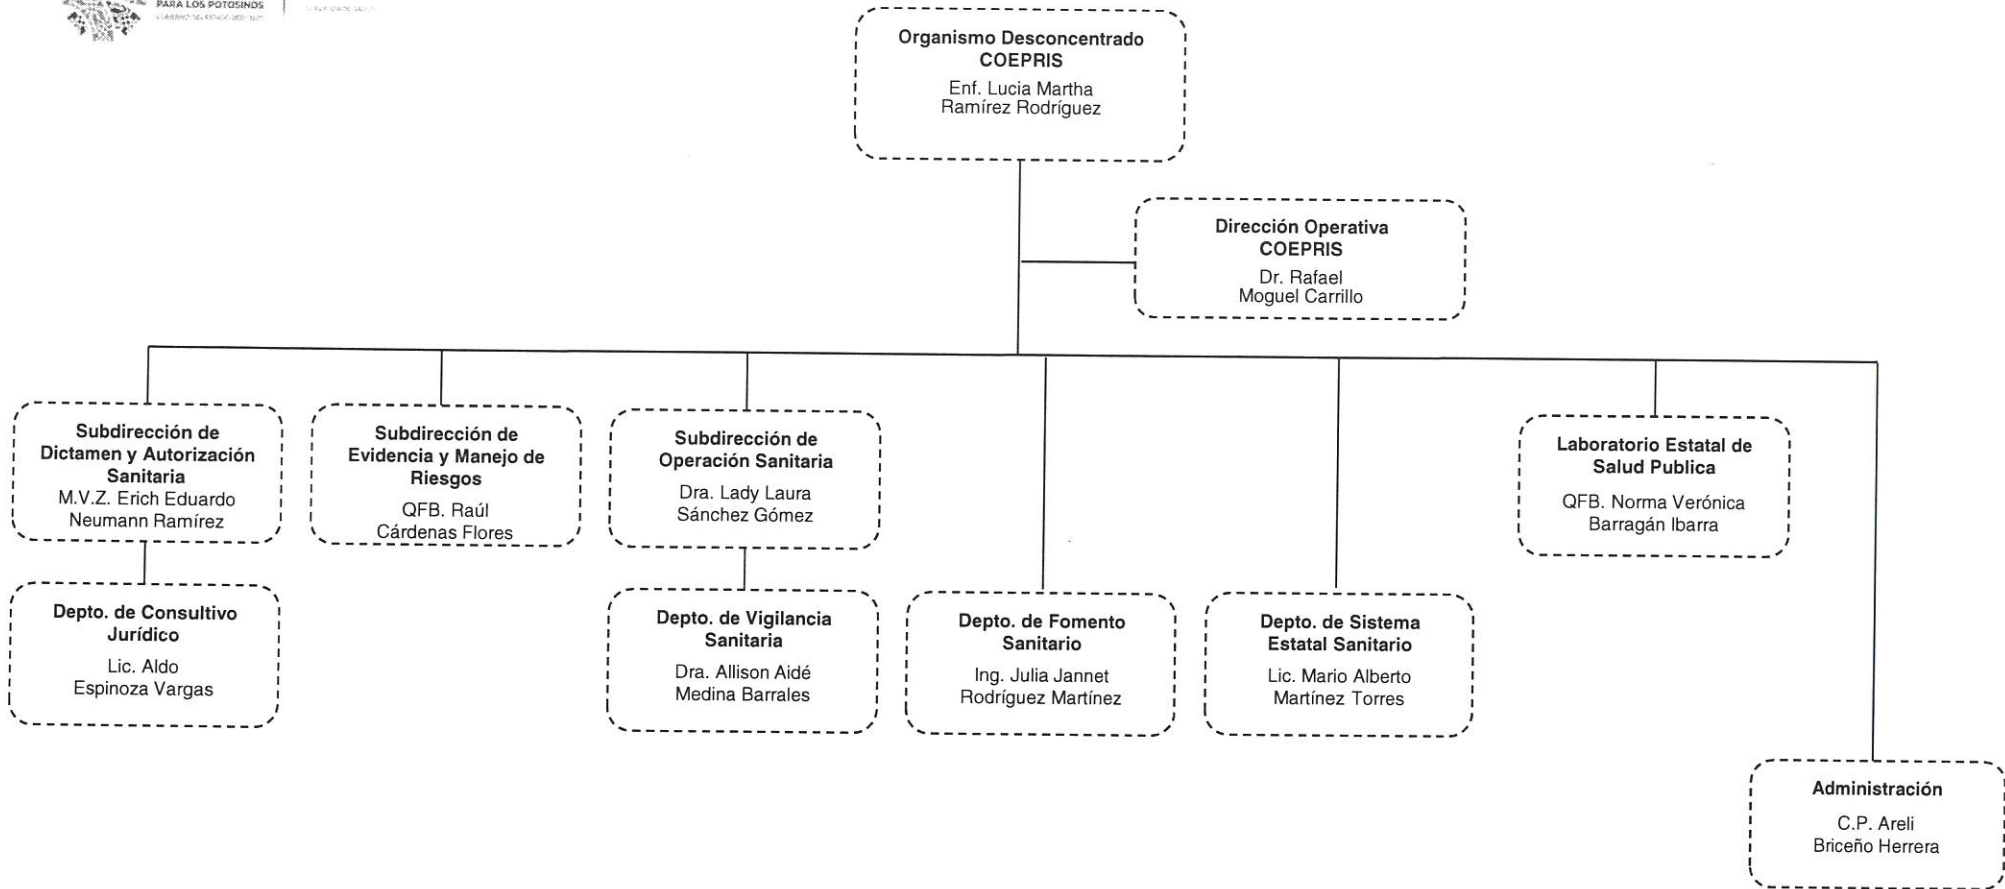 PARA LOS POTOSINOS
Organismo Desconcentrado
COEPRIS
Enf. Lucia Martha
Ramírez Rodríguez
Dirección Operativa
COEPRIS
Dr. Rafael
Moguel Carrillo
Subdirección de
Dictamen y Autorización
Sanitaria
M.V.Z. Erich Eduardo
Neumann Ramírez
Subdirección de
Evidencia y Manejo de
Riesgos
QFB. Raúl
Cárdenas Flores
Subdirección de
Operación Sanitaria
Dra. Lady Laura
Sánchez Gómez
Laboratorio Estatal de
Salud Publica
QFB. Norma Verónica
Barragán Ibarra
Depto. de Consultivo
Jurídico
Lic. Aldo
Espinoza Vargas
Depto. de Vigilancia
Sanitaria
Dra. Allison Aidé
Medina Barrales
Depto. de Fomento
Sanitario
Ing. Julia Jannet
Rodríguez Martínez
Depto. de Sistema
Estatal Sanitario
Lic. Mario Alberto
Martínez Torres
Administración
C.P. Areli
Briceño Herrera